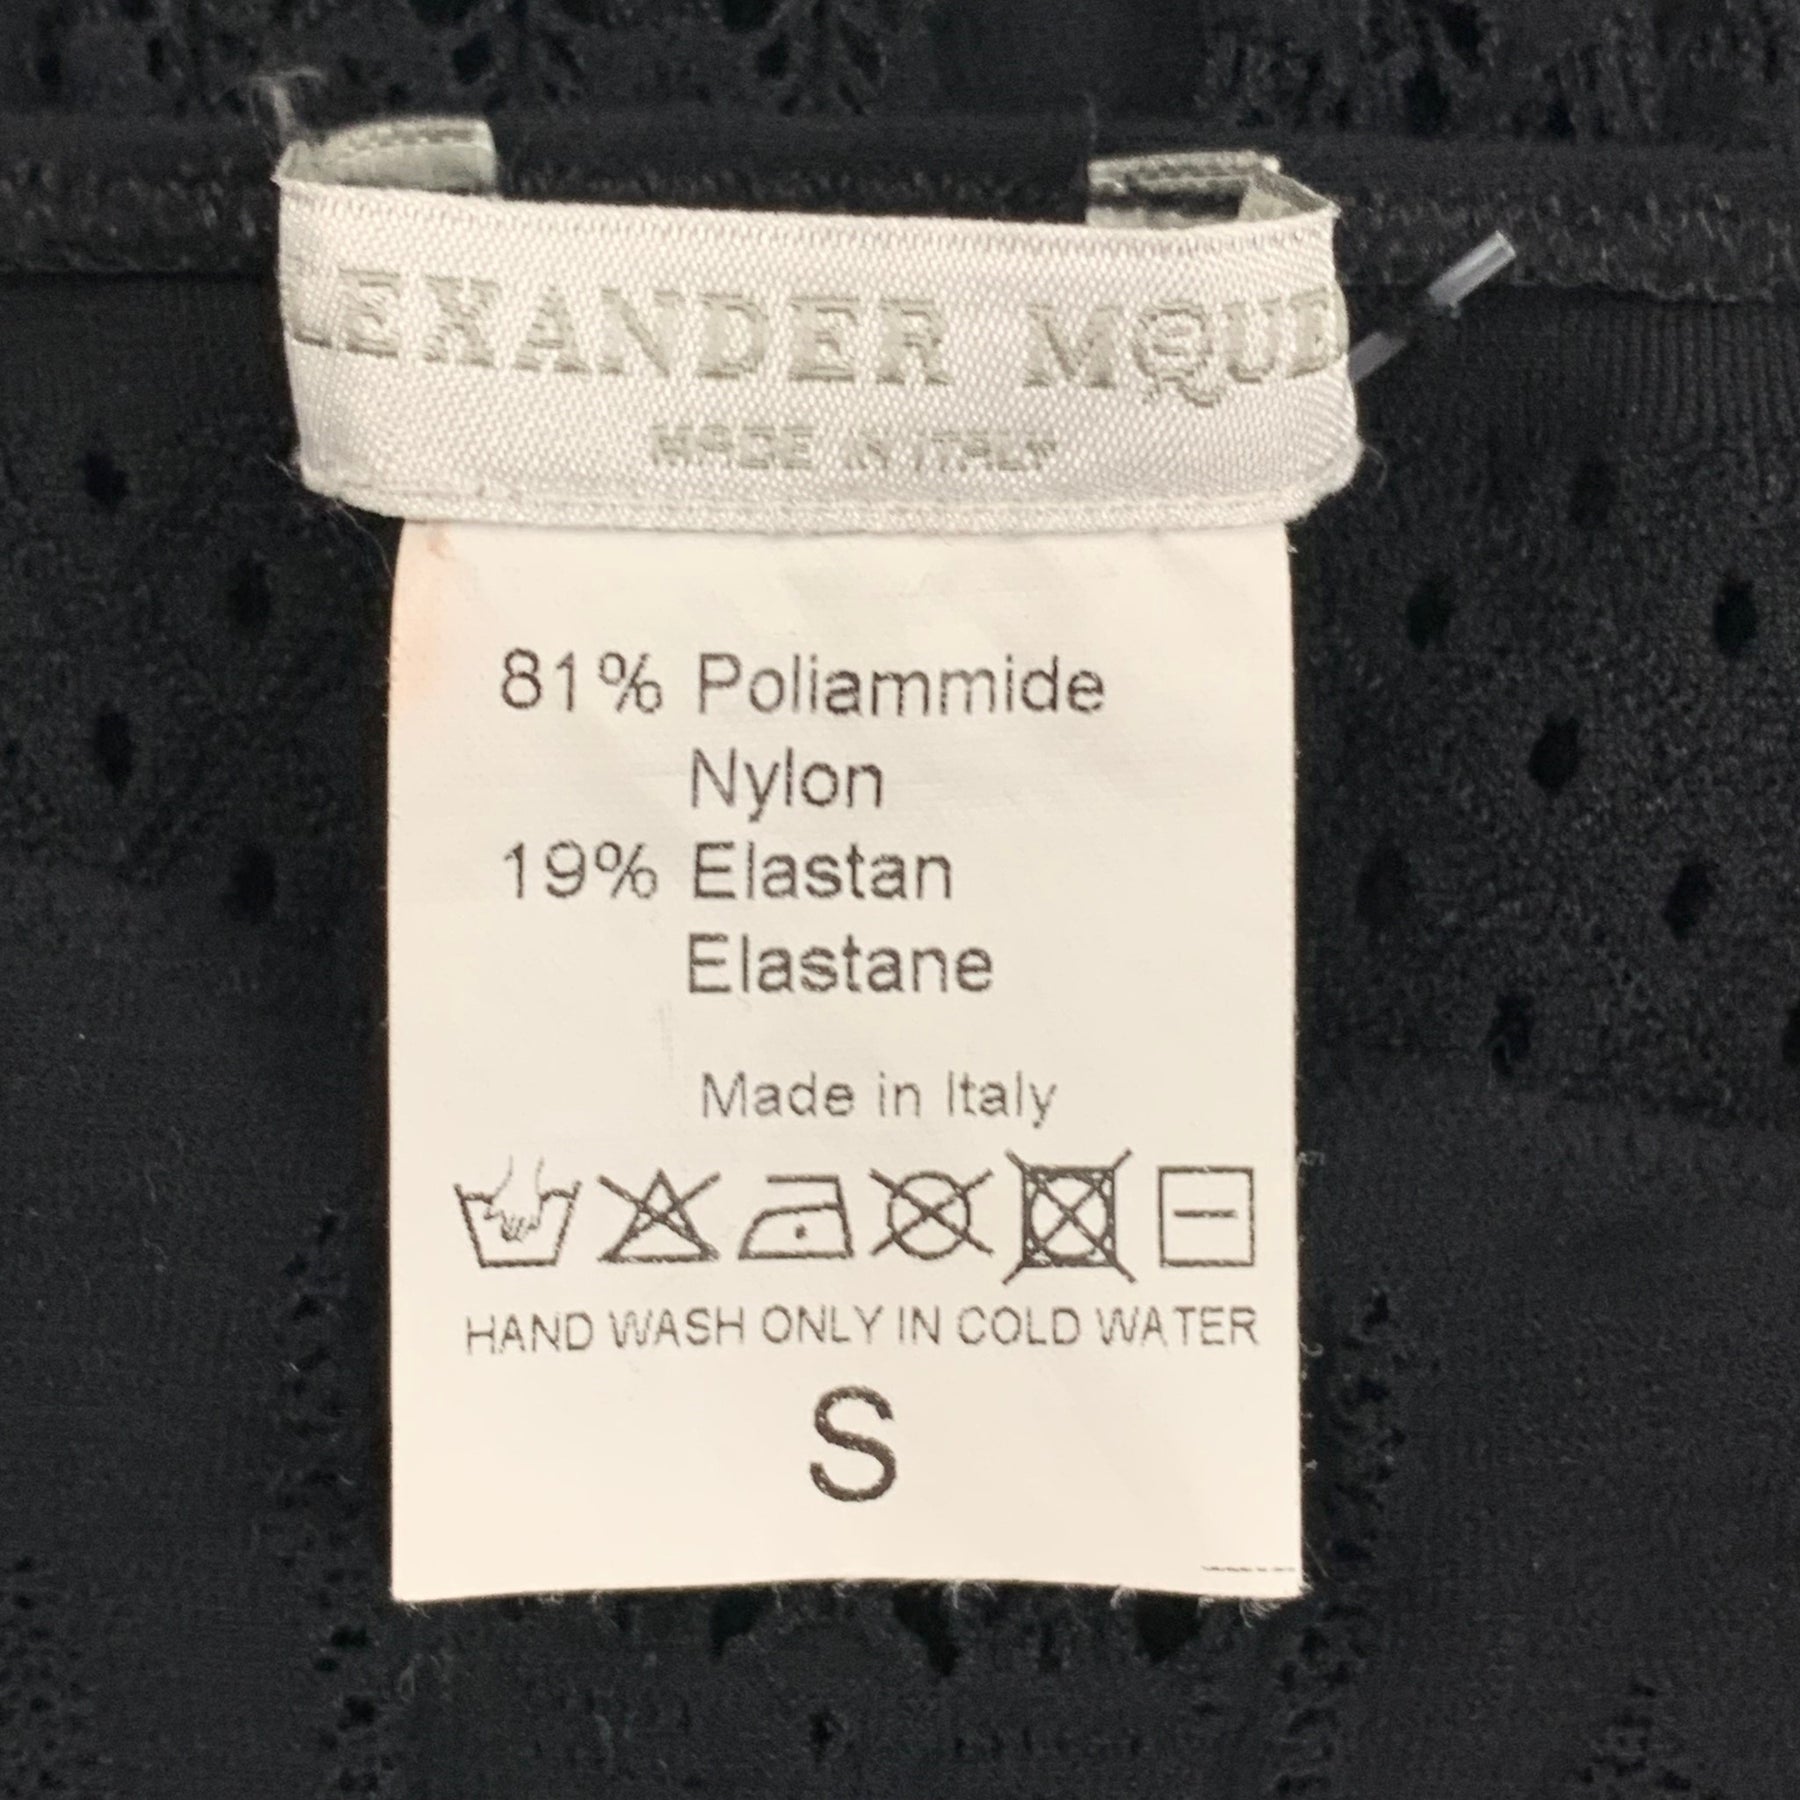 LEXANDER MCQUE
MADE IN ITALY
81% Poliammide
Nylon
19% Elastan
Elastane
Made in Italy
HAND WASH ONLY IN COLD WATER
S